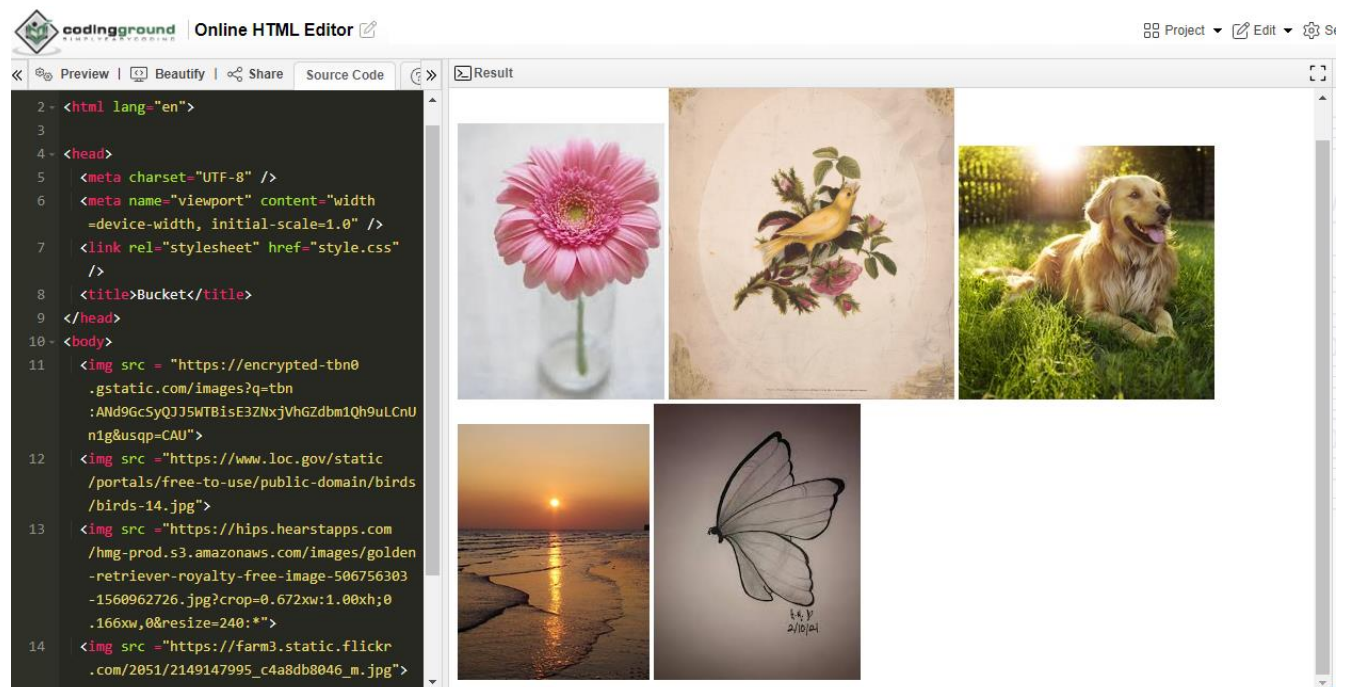 codingground
SIMPLYEASYCODING
Online HTML Editor
Project Edit
Preview | Beautify | Share Source Code
Result
2 <html lang="en">
3
4 <head>
5 <meta charset="UTF-8" />
6 <meta name="viewport" content="width
=device-width, initial-scale=1.0" />
7 <link rel="stylesheet" href="style.css"
/>
8 <title>Bucket</title>
9 </head>
10 <body>
11 <img src = "https://encrypted-tbn0
.gstatic.com/images?q=tbn
:ANd9GcSyQJJ5WTBisE3ZNxjVhGZdbm1Qh9uLCnU
n1g&usqp=CAU">
12 <img src ="https://www.loc.gov/static
/portals/free-to-use/public-domain/birds
/birds-14.jpg">
13 <img src ="https://hips.hearstapps.com
/hmg-prod.s3.amazonaws.com/images/golden
-retriever-royalty-free-image-506756303
-1560962726.jpg?crop=0.672xw:1.00xh;0
.166xw,0&resize=240:*">
14 <img src ="https://farm3.static.flickr
.com/2051/2149147995_c4a8db8046_m.jpg">
2/10/21